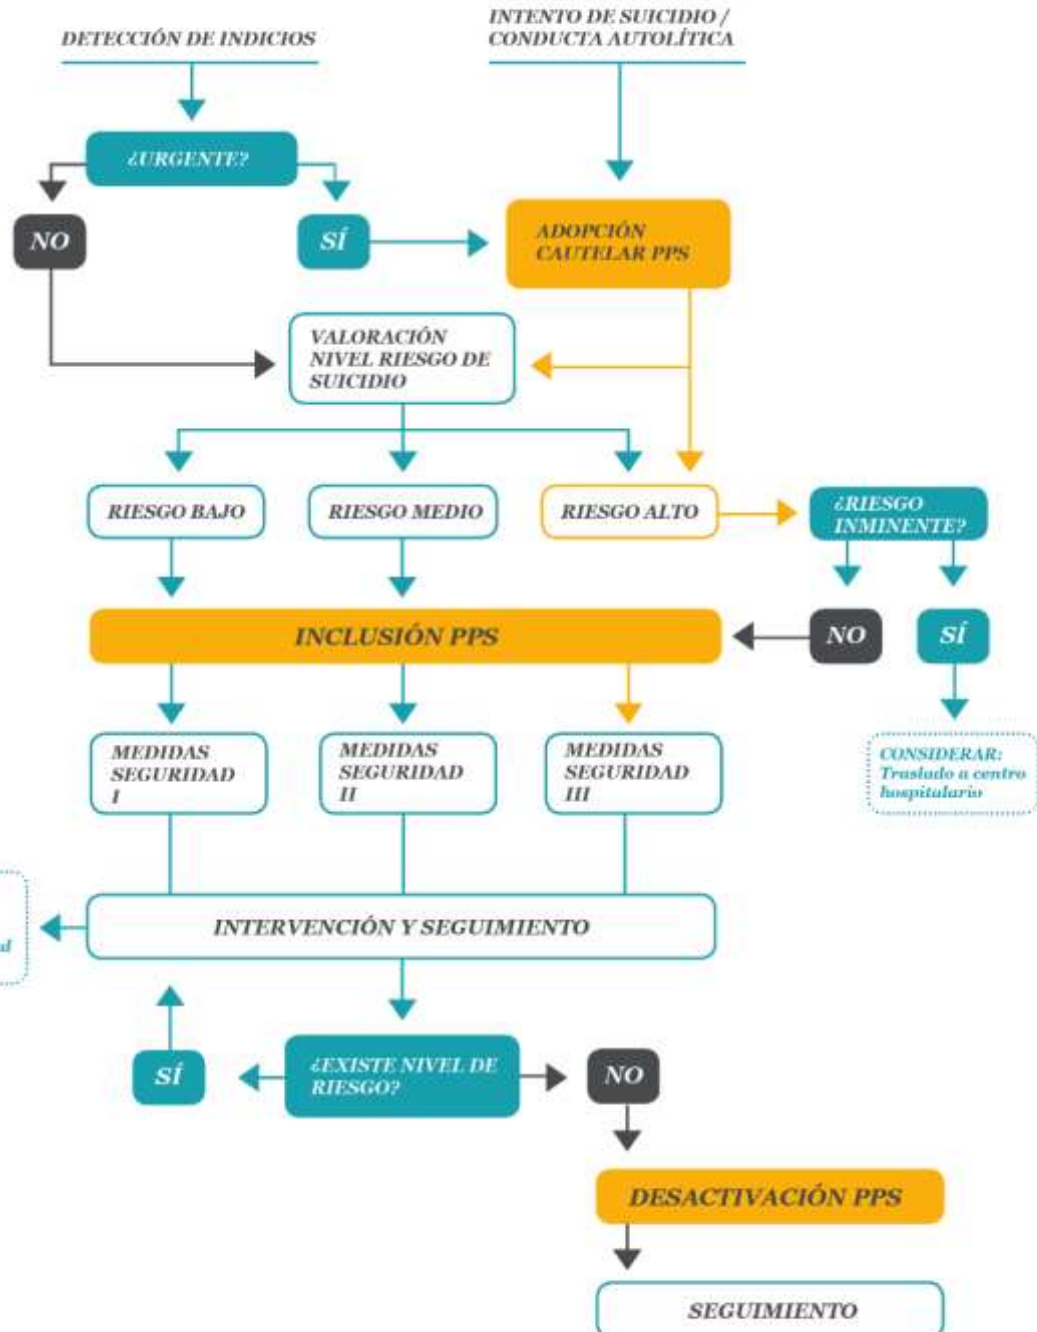 DETECCIÓN DE INDICIOS
INTENTO DE SUICIDIO /
CONDUCTA AUTOLÍTICA
¿URGENTE?
NO
SÍ
ADOPCIÓN
CAUTELAR PPS
VALORACIÓN
NIVEL RIESGO DE
SUICIDIO
RIESGO BAJO
RIESGO MEDIO
RIESGO ALTO
¿RIESGO
INMINENTE?
NO
SÍ
INCLUSIÓN PPS
MEDIDAS
SEGURIDAD
I
MEDIDAS
SEGURIDAD
II
MEDIDAS
SEGURIDAD
III
CONSIDERAR:
Traslado a centro
hospitalario
INTERVENCIÓN Y SEGUIMIENTO
SÍ
¿EXISTE NIVEL DE
RIESGO?
NO
DESACTIVACIÓN PPS
SEGUIMIENTO